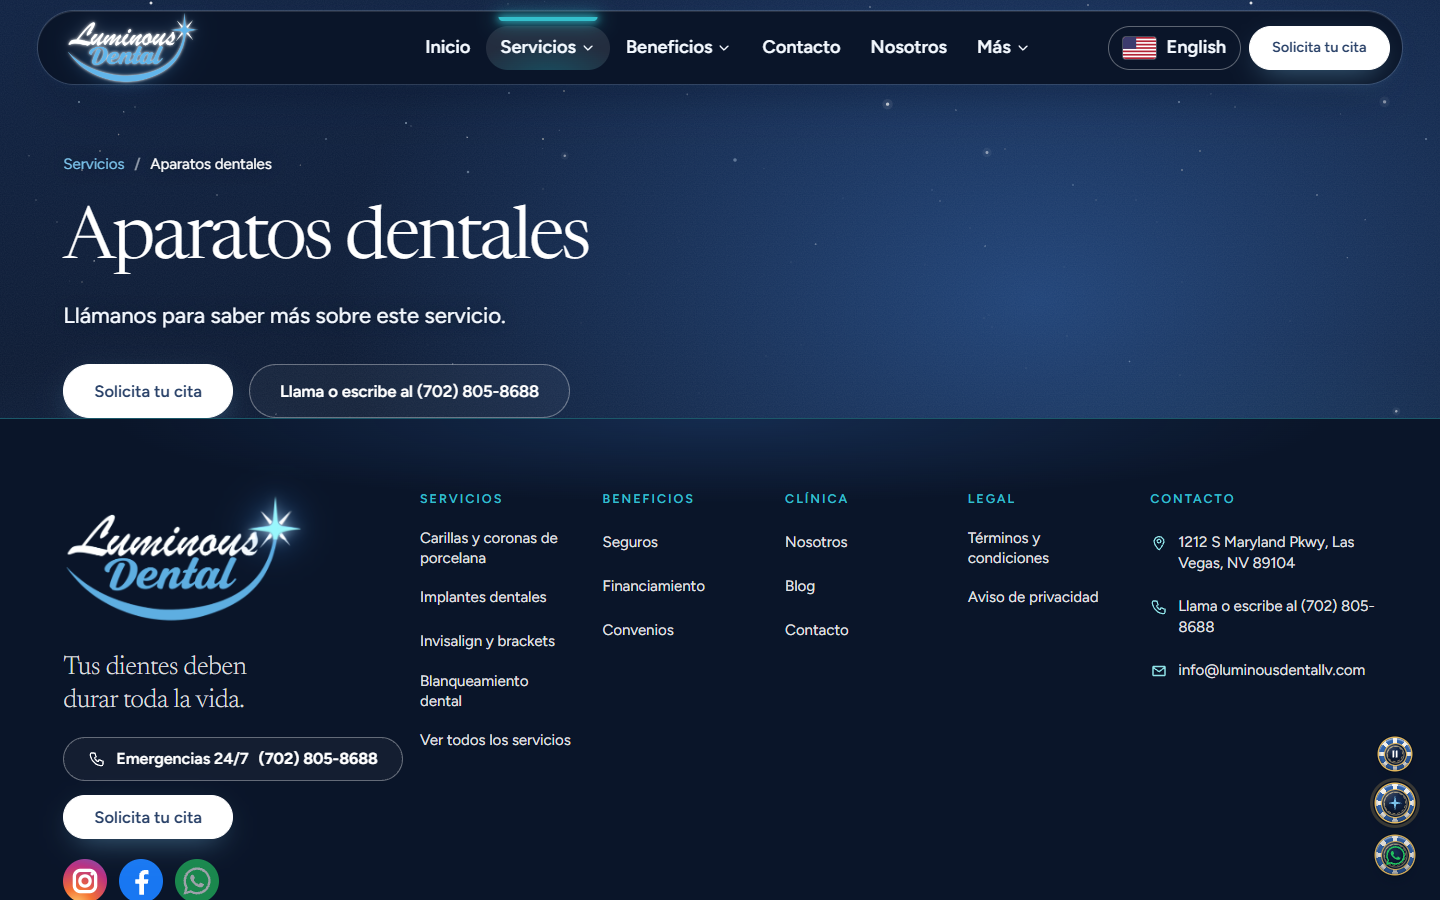 Luminous
Dental
Inicio
Servicios
Beneficios
Contacto
Nosotros
Más
English
Solicita tu cita
Servicios / Aparatos dentales
Aparatos dentales
Llámanos para saber más sobre este servicio.
Solicita tu cita
Llama o escribe al (702) 805-8688
Luminous
Dental
Tus dientes deben
durar toda la vida.
Emergencias 24/7 (702) 805-8688
Solicita tu cita
SERVICIOS
Carillas y coronas de
porcelana
Implantes dentales
Invisalign y brackets
Blanqueamiento
dental
Ver todos los servicios
BENEFICIOS
Seguros
Financiamiento
Convenios
CLÍNICA
Nosotros
Blog
Contacto
LEGAL
Términos y
condiciones
Aviso de privacidad
CONTACTO
1212 S Maryland Pkwy, Las
Vegas, NV 89104
Llama o escribe al (702) 805-
8688
info@luminousdentallv.com